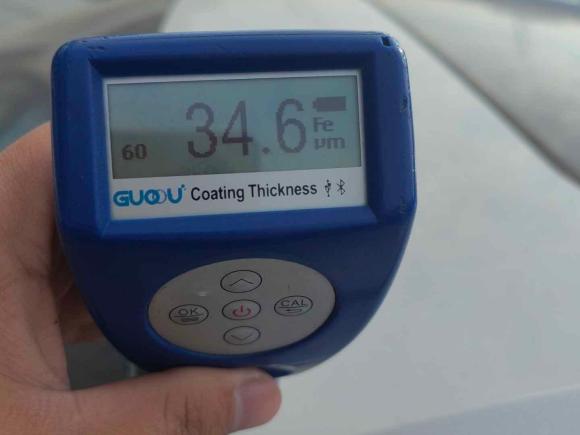 60 34.6 Fe
μm
GUOOU Coating Thickness
OK CAL